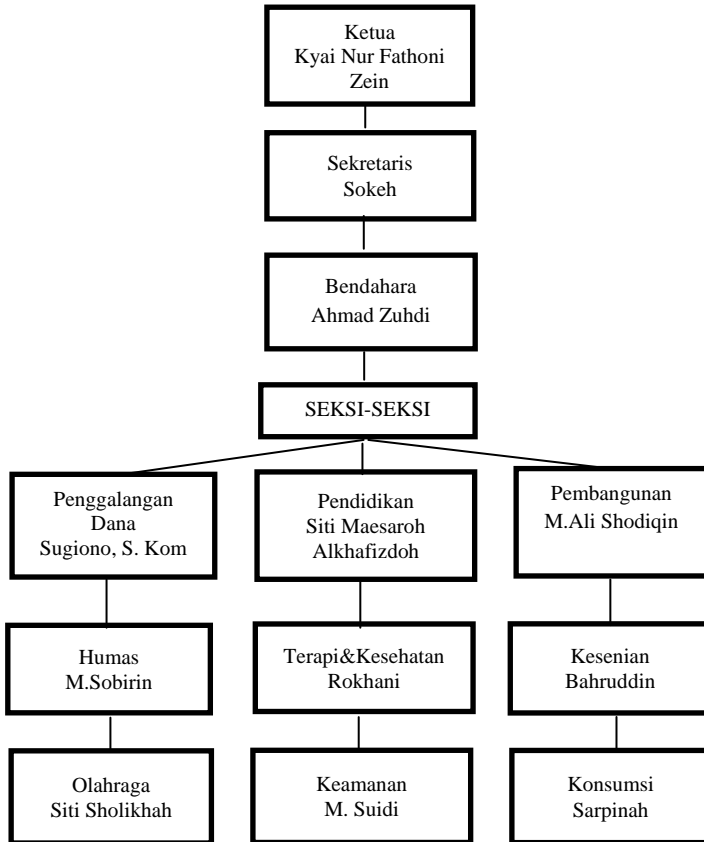 Ketua
Kyai Nur Fathoni
Zein
Sekretaris
Sokeh
Bendahara
Ahmad Zuhdi
SEKSI-SEKSI
Penggalangan
Dana
Sugiono, S. Kom
Pendidikan
Siti Maesaroh
Alkhafizdoh
Pembangunan
M.Ali Shodiqin
Humas
M.Sobirin
Terapi&Kesehatan
Rokhani
Kesenian
Bahruddin
Olahraga
Siti Sholikhah
Keamanan
M. Suidi
Konsumsi
Sarpinah